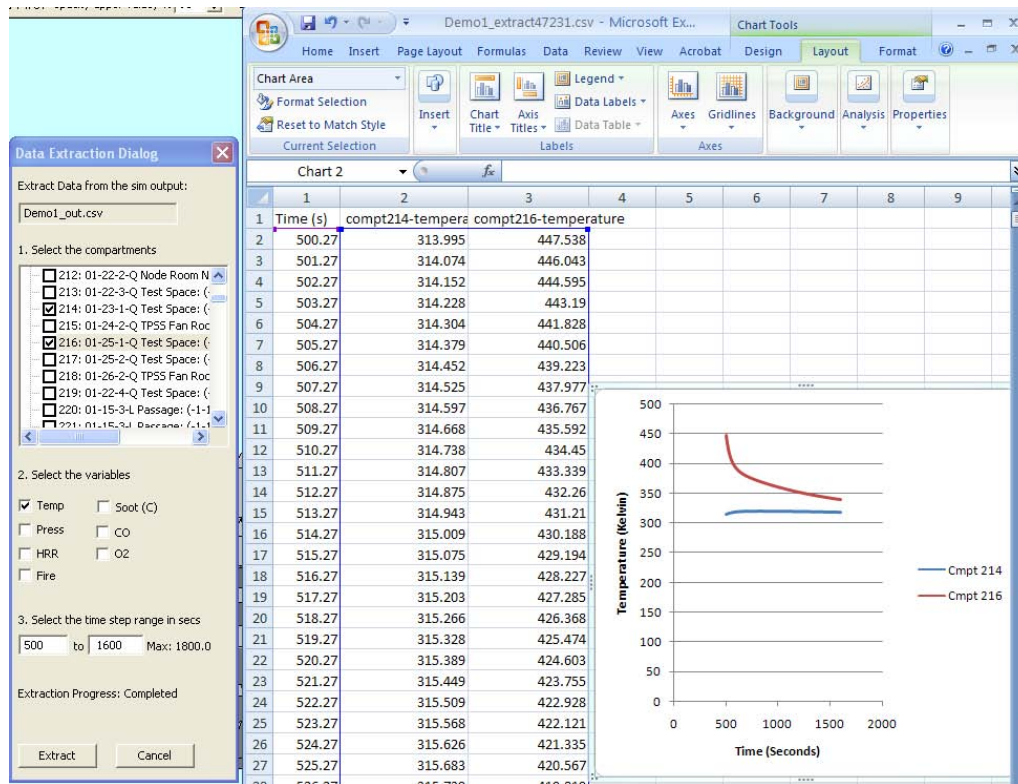 Demo1_extract47231.csv - Microsoft Ex...
Chart Tools
Home Insert Page Layout Formulas Data Review View Acrobat Design Layout Format
Chart Area
Format Selection
Reset to Match Style
Current Selection
Insert
Chart Title
Axis Titles
Legend
Data Labels
Data Table
Labels
Axes
Gridlines
Axes
Background
Analysis
Properties
Chart 2
fx
Data Extraction Dialog
Extract Data from the sim output:
Demo1_out.csv
1. Select the compartments
212: 01-22-2-Q Node Room N
213: 01-22-3-Q Test Space: (-
214: 01-23-1-Q Test Space: (-
215: 01-24-2-Q TPSS Fan Roc
216: 01-25-1-Q Test Space: (-
217: 01-25-2-Q Test Space: (-
218: 01-26-2-Q TPSS Fan Roc
219: 01-22-4-Q Test Space: (-
220: 01-15-3-L Passage: (-1-1
2. Select the variables
Temp Soot (C)
Press CO
HRR O2
Fire
3. Select the time step range in secs
500 to 1600 Max: 1800.0
Extraction Progress: Completed
Extract Cancel
1 2 3 4 5 6 7 8 9
1 Time (s) compt214-tempera compt216-temperature
2 500.27 313.995 447.538
3 501.27 314.074 446.043
4 502.27 314.152 444.595
5 503.27 314.228 443.19
6 504.27 314.304 441.828
7 505.27 314.379 440.506
8 506.27 314.452 439.223
9 507.27 314.525 437.977
10 508.27 314.597 436.767
11 509.27 314.668 435.592
12 510.27 314.738 434.45
13 511.27 314.807 433.339
14 512.27 314.875 432.26
15 513.27 314.943 431.21
16 514.27 315.009 430.188
17 515.27 315.075 429.194
18 516.27 315.139 428.227
19 517.27 315.203 427.285
20 518.27 315.266 426.368
21 519.27 315.328 425.474
22 520.27 315.389 424.603
23 521.27 315.449 423.755
24 522.27 315.509 422.928
25 523.27 315.568 422.121
26 524.27 315.626 421.335
27 525.27 315.683 420.567
500
450
400
350
300
250
200
150
100
50
0
0 500 1000 1500 2000
Temperature (Kelvin)
Time (Seconds)
Cmpt 214
Cmpt 216